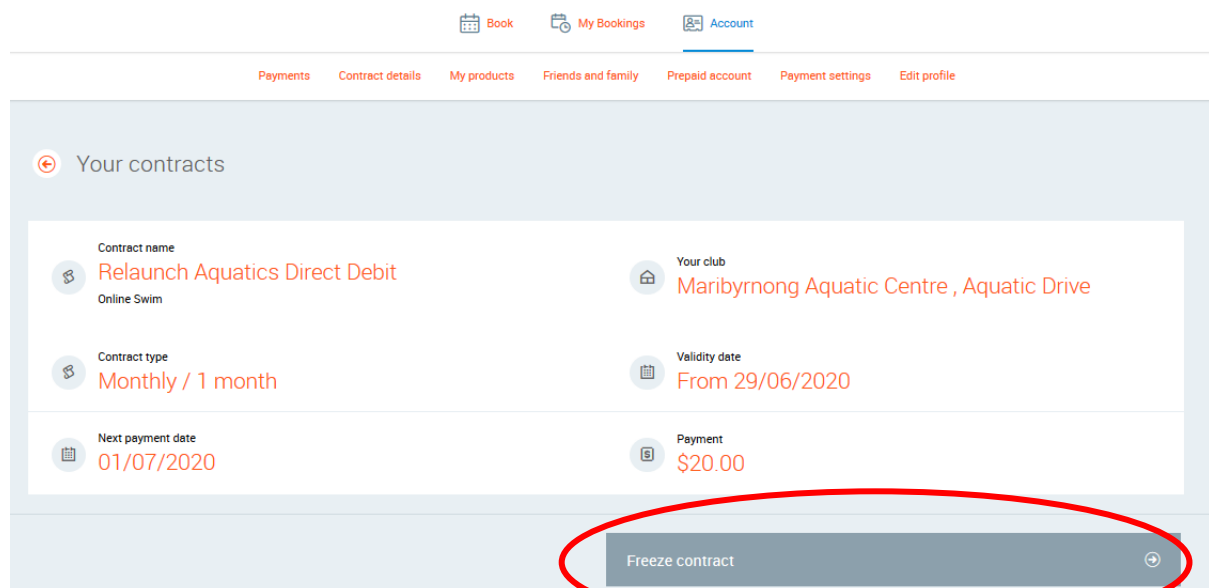 Book My Bookings Account
Payments Contract details My products Friends and family Prepaid account Payment settings Edit profile
Your contracts
Contract name
Relaunch Aquatics Direct Debit
Online Swim
Your club
Maribyrnong Aquatic Centre , Aquatic Drive
Contract type
Monthly / 1 month
Validity date
From 29/06/2020
Next payment date
01/07/2020
Payment
$20.00
Freeze contract